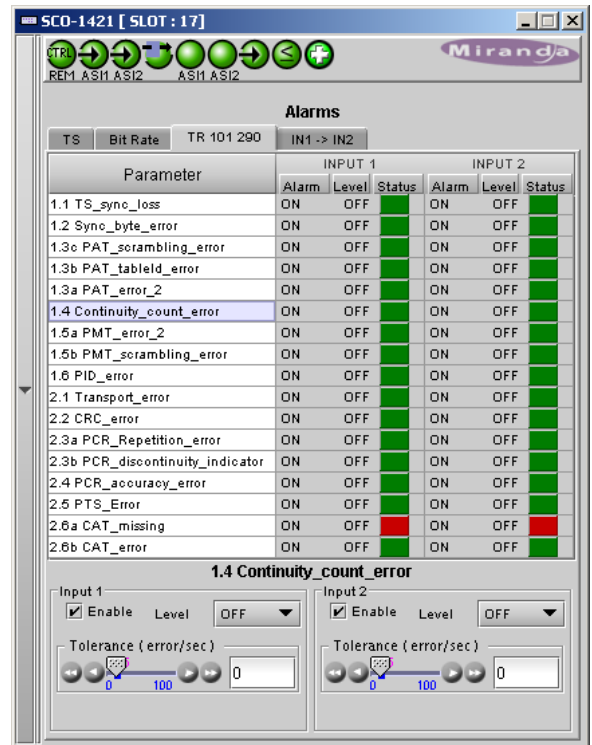 SCO-1421 [ SLOT : 17]
CTRL
REM ASI1 ASI2 ASI1 ASI2
Miranda
Alarms
TS Bit Rate TR 101 290 IN1 -> IN2
Parameter INPUT 1 INPUT 2
Alarm Level Status Alarm Level Status
1.1 TS_sync_loss ON OFF ON OFF
1.2 Sync_byte_error ON OFF ON OFF
1.3c PAT_scrambling_error ON OFF ON OFF
1.3b PAT_tableId_error ON OFF ON OFF
1.3a PAT_error_2 ON OFF ON OFF
1.4 Continuity_count_error ON OFF ON OFF
1.5a PMT_error_2 ON OFF ON OFF
1.5b PMT_scrambling_error ON OFF ON OFF
1.6 PID_error ON OFF ON OFF
2.1 Transport_error ON OFF ON OFF
2.2 CRC_error ON OFF ON OFF
2.3a PCR_Repetition_error ON OFF ON OFF
2.3b PCR_discontinuity_indicator ON OFF ON OFF
2.4 PCR_accuracy_error ON OFF ON OFF
2.5 PTS_Error ON OFF ON OFF
2.6a CAT_missing ON OFF ON OFF
2.6b CAT_error ON OFF ON OFF
1.4 Continuity_count_error
Input 1 Input 2
Enable Level OFF Enable Level OFF
Tolerance ( error/sec ) Tolerance ( error/sec )
0 0
0 100 0 100